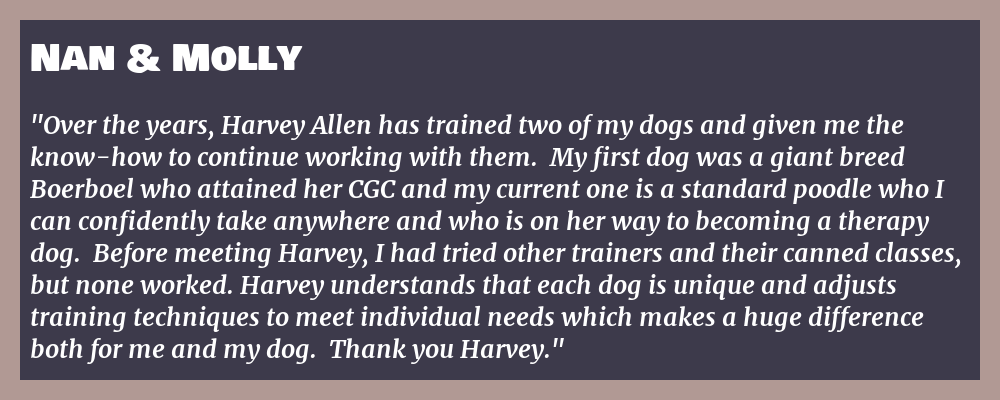 Nan & Molly
"Over the years, Harvey Allen has trained two of my dogs and given me the
know-how to continue working with them.  My first dog was a giant breed
Boerboel who attained her CGC and my current one is a standard poodle who I
can confidently take anywhere and who is on her way to becoming a therapy
dog.  Before meeting Harvey, I had tried other trainers and their canned classes,
but none worked. Harvey understands that each dog is unique and adjusts
training techniques to meet individual needs which makes a huge difference
both for me and my dog.  Thank you Harvey."